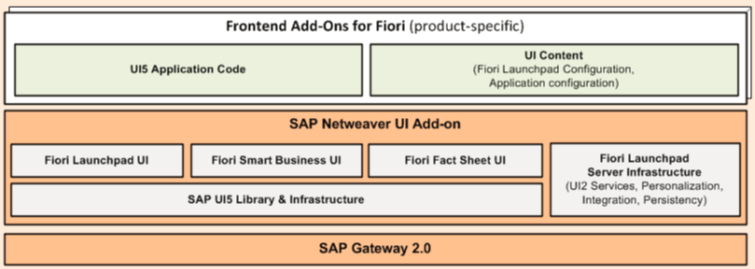 Frontend Add-Ons for Fiori (product-specific)
UI5 Application Code
UI Content
(Fiori Launchpad Configuration,
Application configuration)
SAP Netweaver UI Add-on
Fiori Launchpad UI
Fiori Smart Business UI
Fiori Fact Sheet UI
Fiori Launchpad
Server Infrastructure
(UI2 Services, Personalization,
Integration, Persistency)
SAP UI5 Library & Infrastructure
SAP Gateway 2.0